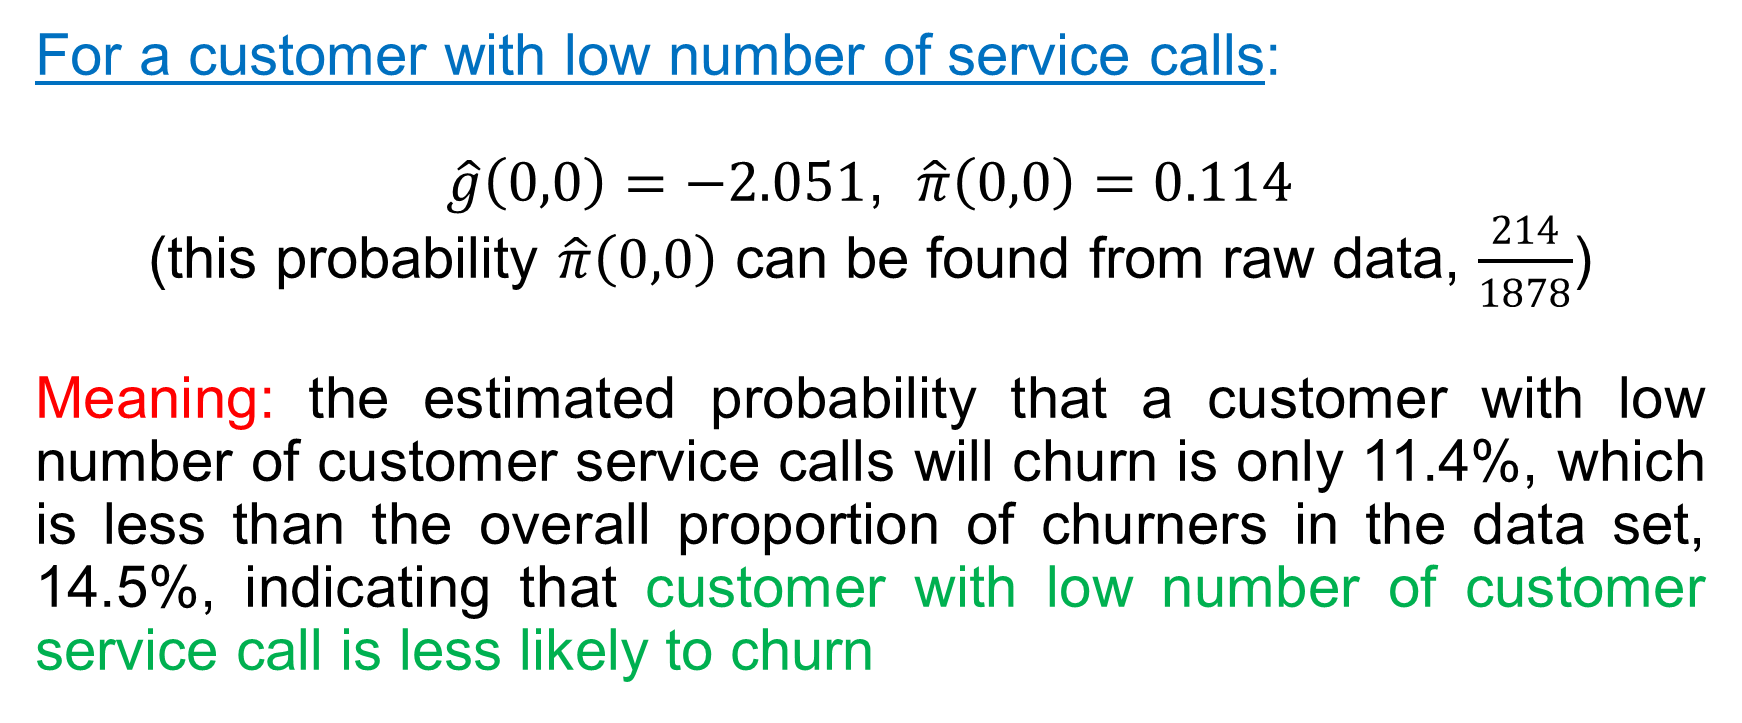 For a customer with low number of service calls:
ĝ(0,0) = −2.051, π̂(0,0) = 0.114
(this probability π̂(0,0) can be found from raw data, 214/1878)
Meaning: the estimated probability that a customer with low
number of customer service calls will churn is only 11.4%, which
is less than the overall proportion of churners in the data set,
14.5%, indicating that customer with low number of customer
service call is less likely to churn